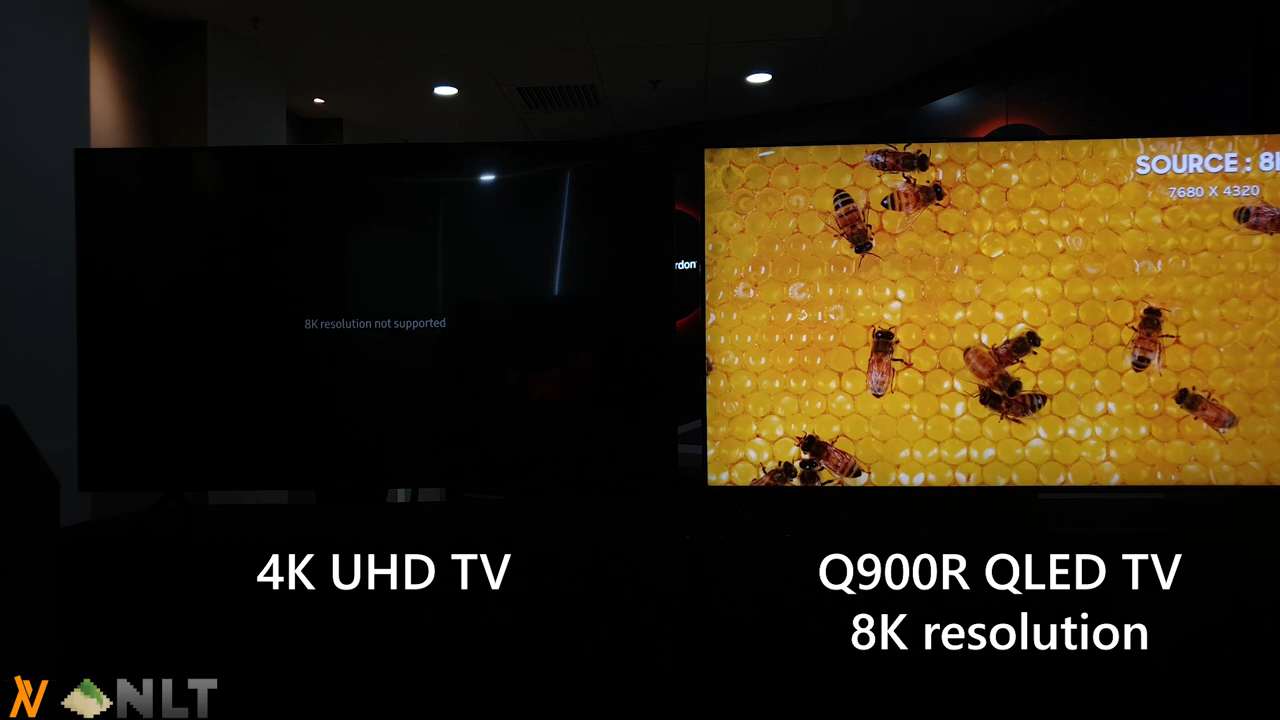 SOURCE : 8
7680 X 4320
rdon
8K resolution not supported
4K UHD TV
Q900R QLED TV
8K resolution
NLT